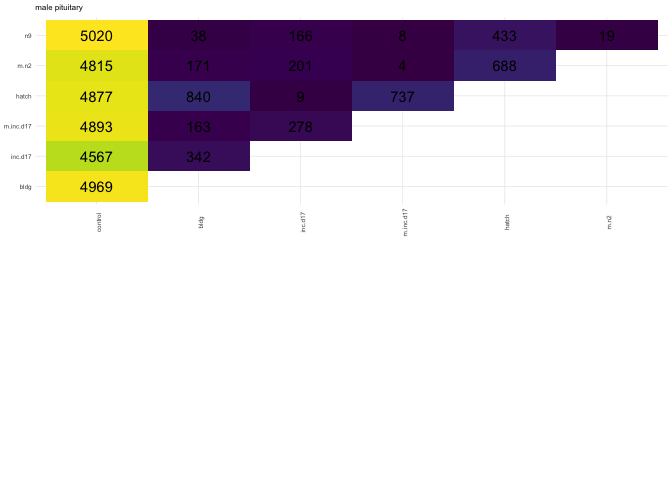 male pituitary
n9 5020 38 166 8 433 19
m.n2 4815 171 201 4 688
hatch 4877 840 9 737
m.inc.d17 4893 163 278
inc.d17 4567 342
bldg 4969
control bldg inc.d17 m.inc.d17 hatch m.n2